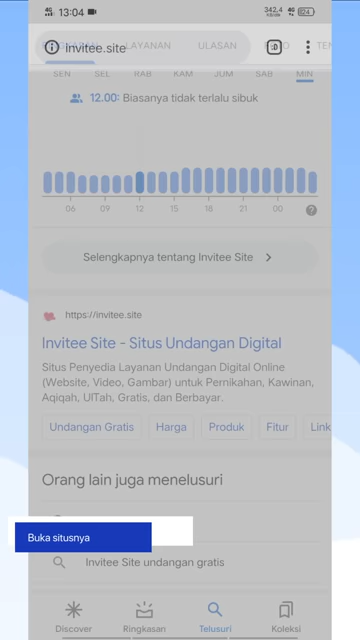 13:04
342,4
KB/dtk
4G
invitee.site
:D
LAYANAN
ULASAN
SEN SEL RAB KAM JUM SAB MIN
12.00: Biasanya tidak terlalu sibuk
06 09 12 15 18 21 00
Selengkapnya tentang Invitee Site
https://invitee.site
Invitee Site - Situs Undangan Digital
Situs Penyedia Layanan Undangan Digital Online
(Website, Video, Gambar) untuk Pernikahan, Kawinan,
Aqiqah, UlTah, Gratis, dan Berbayar.
Undangan Gratis Harga Produk Fitur Link
Orang lain juga menelusuri
Buka situsnya
Invitee Site undangan gratis
Discover Ringkasan Telusuri Koleksi